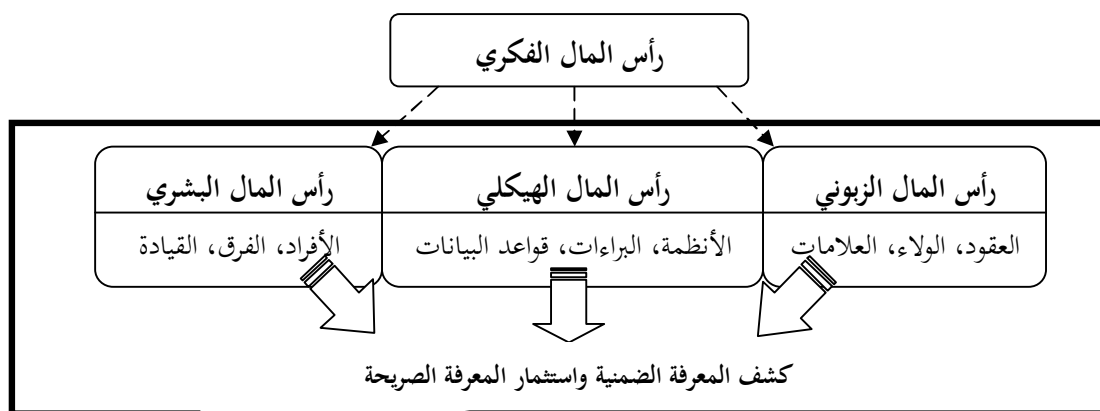 رأس المال الفكري
رأس المال الزبوني
العقود، الولاء، العلامات
رأس المال الهيكلي
الأنظمة، البراءات، قواعد البيانات
رأس المال البشري
الأفراد، الفرق، القيادة
كشف المعرفة الضمنية واستثمار المعرفة الصريحة